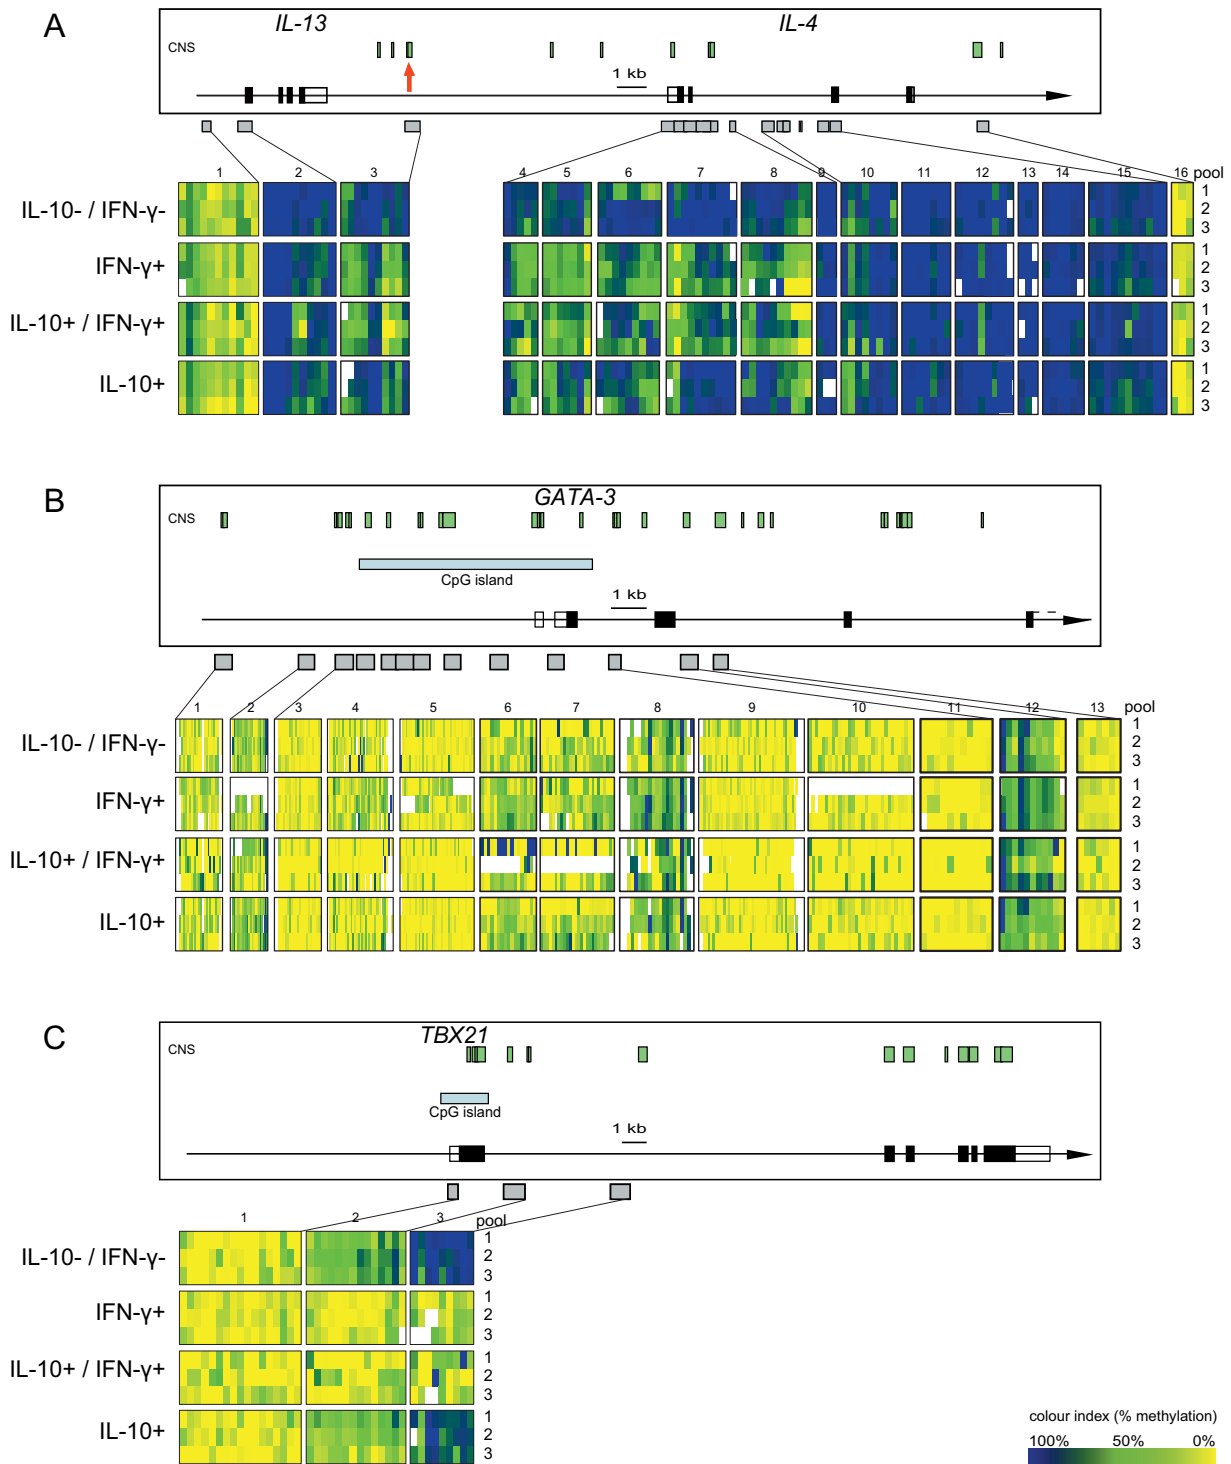 A
IL-13 IL-4
CNS
1 kb
1 2 3 4 5 6 7 8 9 10 11 12 13 14 15 16 pool
IL-10- / IFN-γ- 1 2 3
IFN-γ+ 1 2 3
IL-10+ / IFN-γ+ 1 2 3
IL-10+ 1 2 3
B
GATA-3
CNS
CpG island
1 kb
1 2 3 4 5 6 7 8 9 10 11 12 13 pool
IL-10- / IFN-γ- 1 2 3
IFN-γ+ 1 2 3
IL-10+ / IFN-γ+ 1 2 3
IL-10+ 1 2 3
C
TBX21
CNS
CpG island
1 kb
1 2 3 pool
IL-10- / IFN-γ- 1 2 3
IFN-γ+ 1 2 3
IL-10+ / IFN-γ+ 1 2 3
IL-10+ 1 2 3
colour index (% methylation)
100% 50% 0%